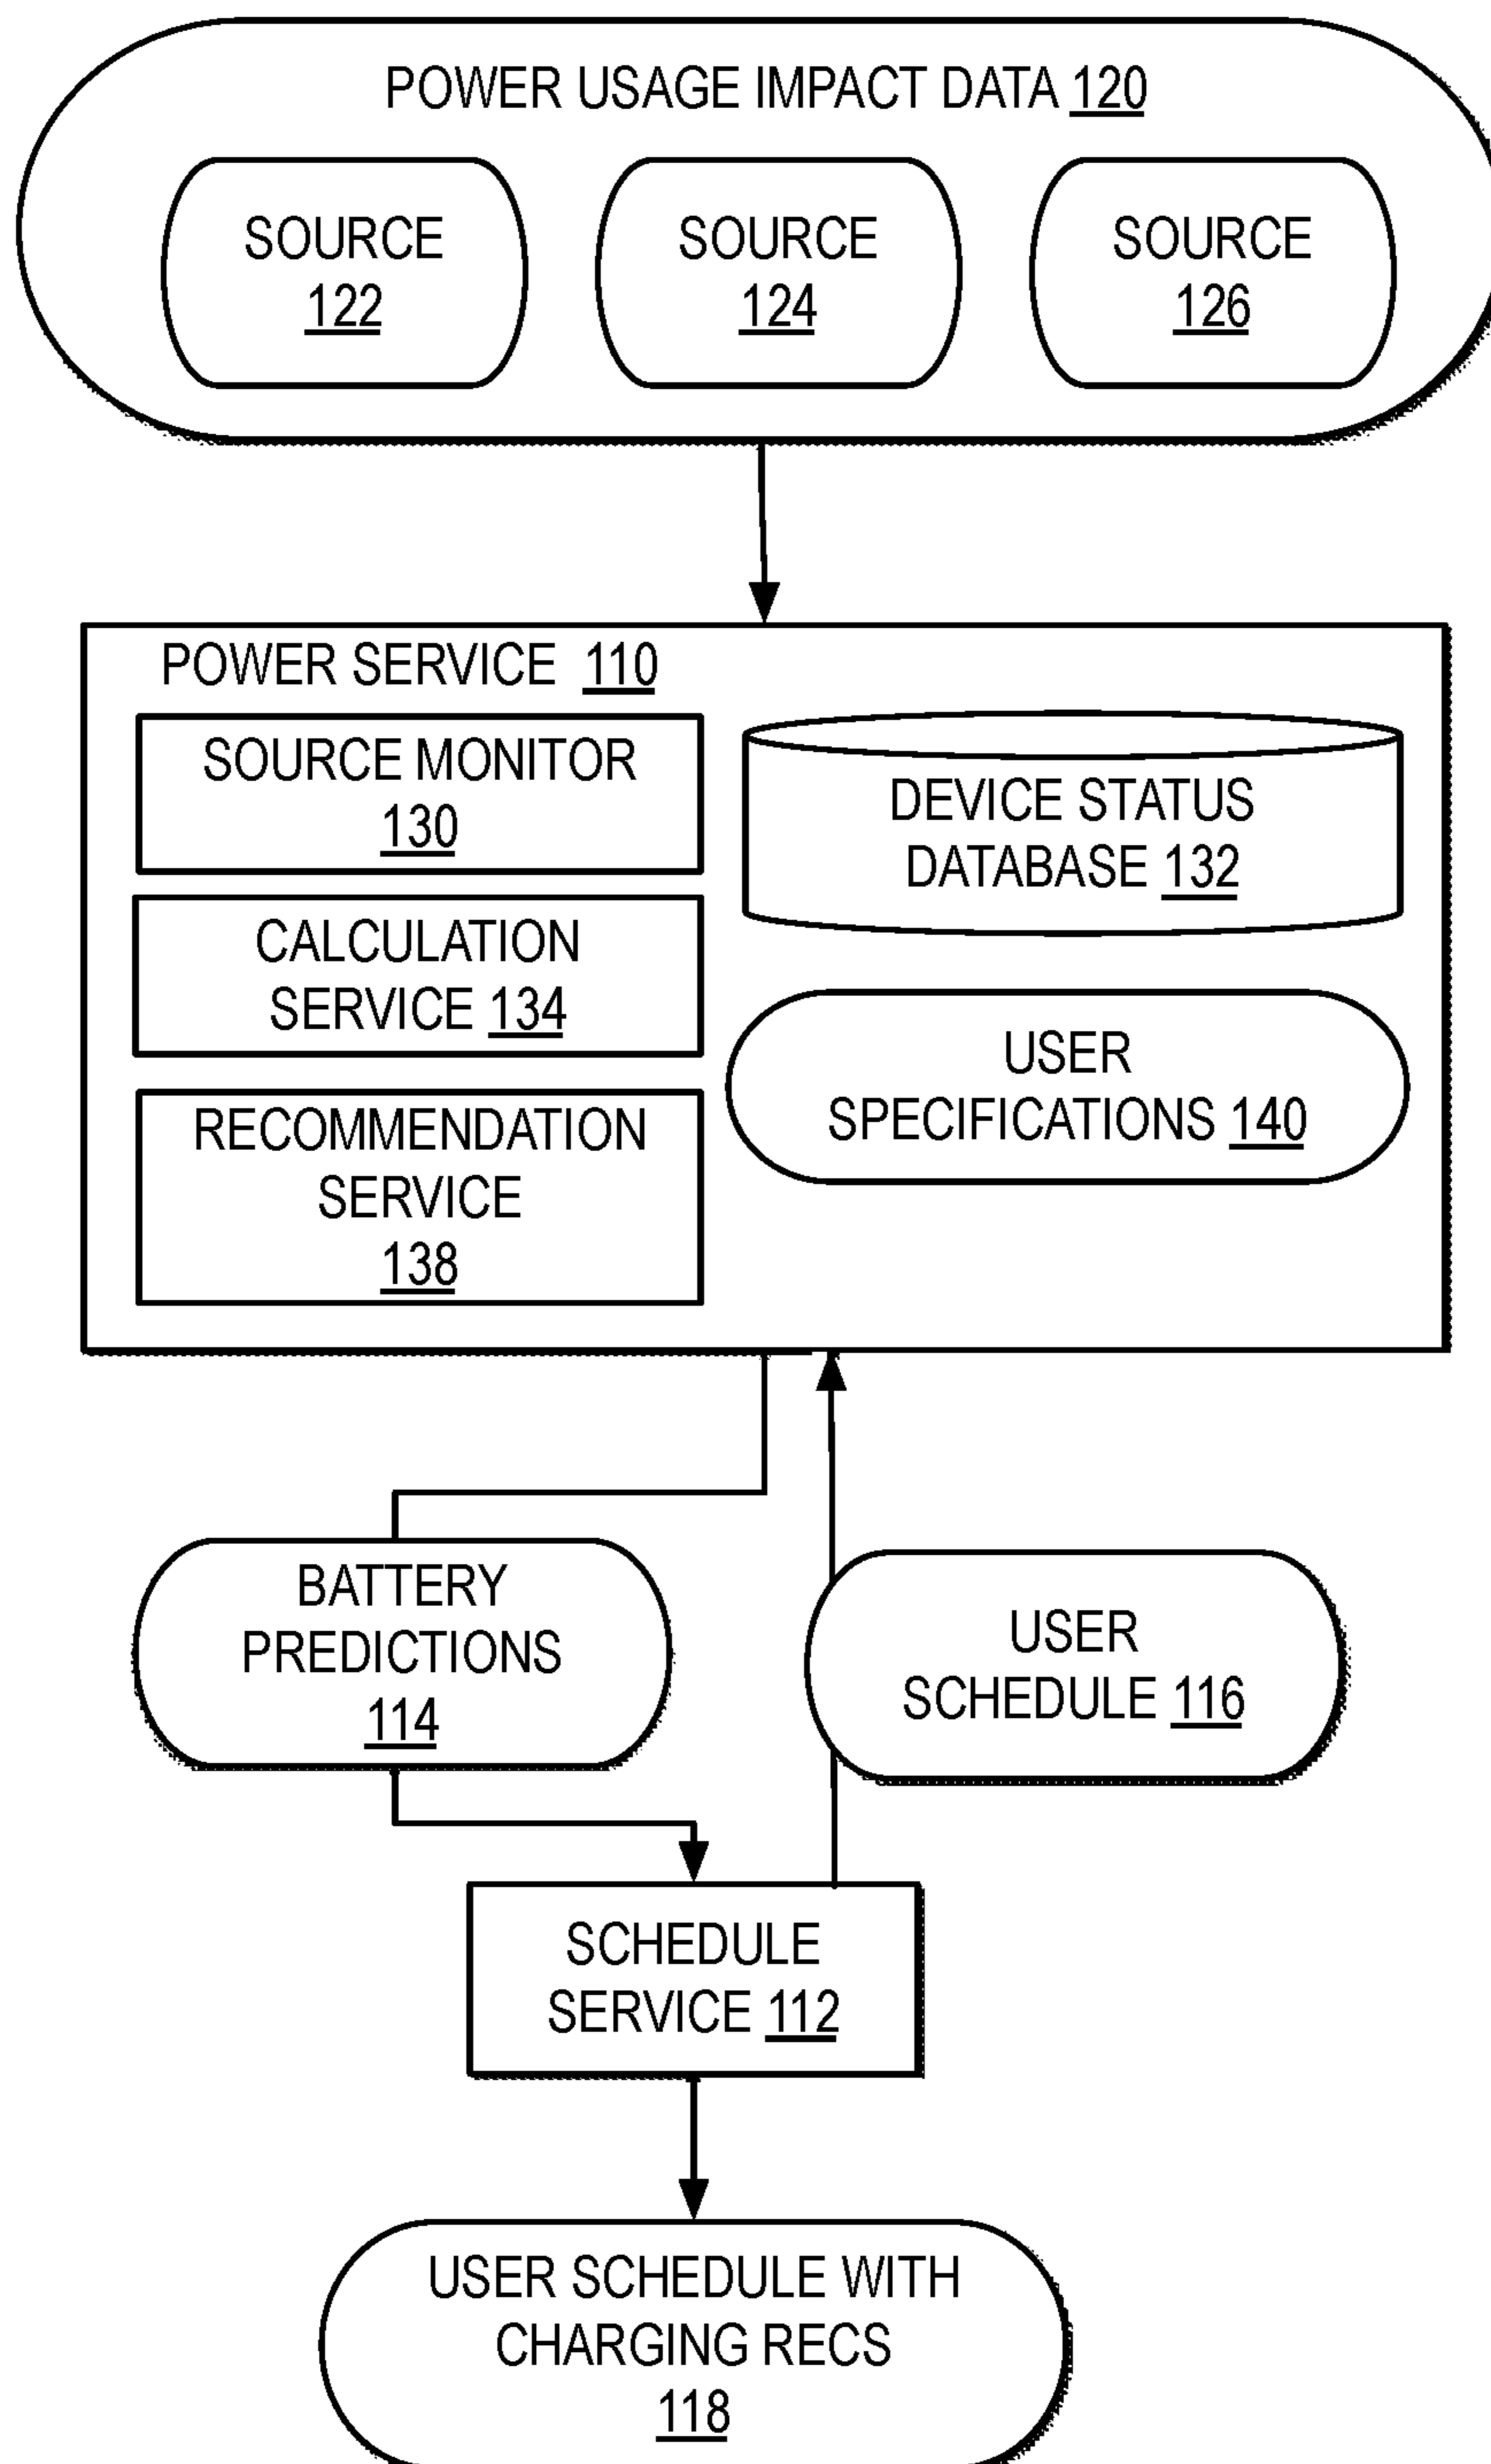 POWER USAGE IMPACT DATA 120
SOURCE
122
SOURCE
124
SOURCE
126
POWER SERVICE 110
SOURCE MONITOR
130
DEVICE STATUS
DATABASE 132
CALCULATION
SERVICE 134
USER
SPECIFICATIONS 140
RECOMMENDATION
SERVICE
138
BATTERY
PREDICTIONS
114
USER
SCHEDULE 116
SCHEDULE
SERVICE 112
USER SCHEDULE WITH
CHARGING RECS
118